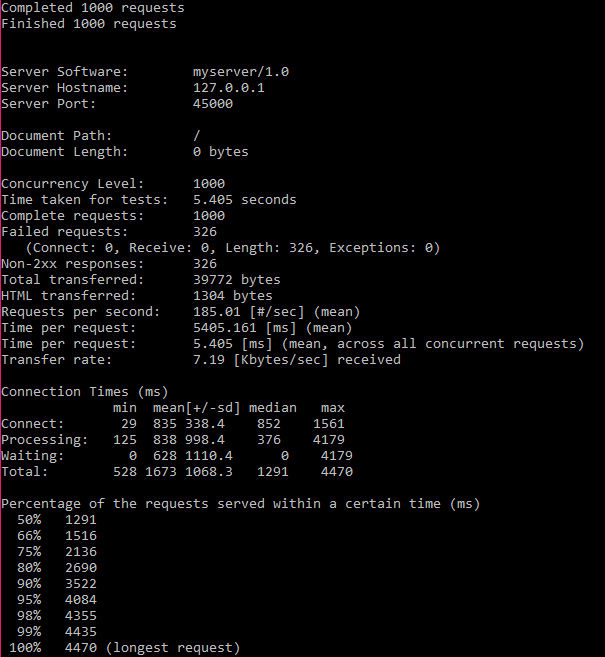 Completed 1000 requests
Finished 1000 requests
Server Software: myserver/1.0
Server Hostname: 127.0.0.1
Server Port: 45000
Document Path: /
Document Length: 0 bytes
Concurrency Level: 1000
Time taken for tests: 5.405 seconds
Complete requests: 1000
Failed requests: 326
(Connect: 0, Receive: 0, Length: 326, Exceptions: 0)
Non-2xx responses: 326
Total transferred: 39772 bytes
HTML transferred: 1304 bytes
Requests per second: 185.01 [#/sec] (mean)
Time per request: 5405.161 [ms] (mean)
Time per request: 5.405 [ms] (mean, across all concurrent requests)
Transfer rate: 7.19 [Kbytes/sec] received
Connection Times (ms)
min mean[+/-sd] median max
Connect: 29 835 338.4 852 1561
Processing: 125 838 998.4 376 4179
Waiting: 0 628 1110.4 0 4179
Total: 528 1673 1068.3 1291 4470
Percentage of the requests served within a certain time (ms)
50% 1291
66% 1516
75% 2136
80% 2690
90% 3522
95% 4084
98% 4355
99% 4435
100% 4470 (longest request)